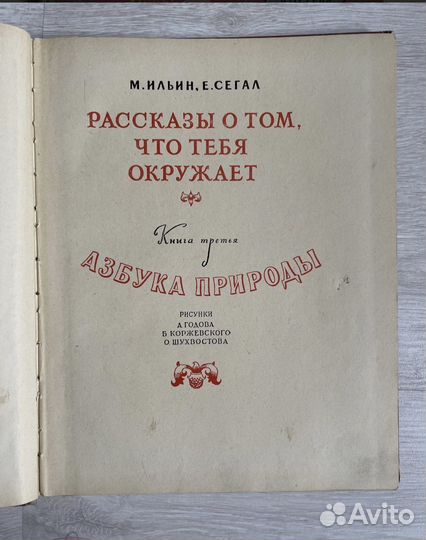 М. ИЛЬИН, Е. СЕГАЛ
РАССКАЗЫ О ТОМ,
ЧТО ТЕБЯ
ОКРУЖАЕТ
Книга третья
АЗБУКА ПРИРОДЫ
РИСУНКИ
А. ГОДОВА
Б. КОРЖЕВСКОГО
О. ШУХВОСТОВА
Avito